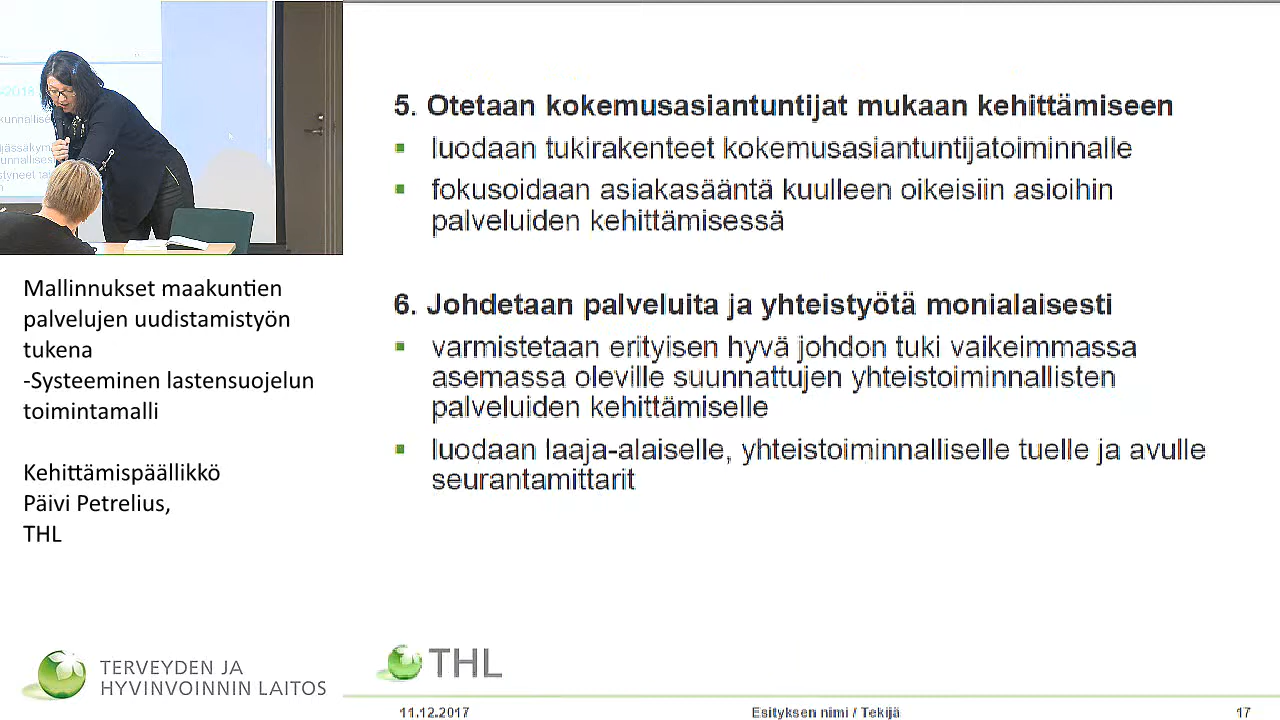 5. Otetaan kokemusasiantuntijat mukaan kehittämiseen
luodaan tukirakenteet kokemusasiantuntijatoiminnalle
fokusoidaan asiakasääntä kuulleen oikeisiin asioihin
palveluiden kehittämisessä
6. Johdetaan palveluita ja yhteistyötä monialaisesti
varmistetaan erityisen hyvä johdon tuki vaikeimmassa
asemassa oleville suunnattujen yhteistoiminnallisten
palveluiden kehittämiselle
luodaan laaja-alaiselle, yhteistoiminnalliselle tuelle ja avulle
seurantamittarit
Mallinnukset maakuntien
palvelujen uudistamistyön
tukena
-Systeeminen lastensuojelun
toimintamalli
Kehittämispäällikkö
Päivi Petrelius,
THL
TERVEYDEN JA
HYVINVOINNIN LAITOS
THL
11.12.2017
Esityksen nimi / Tekijä
17